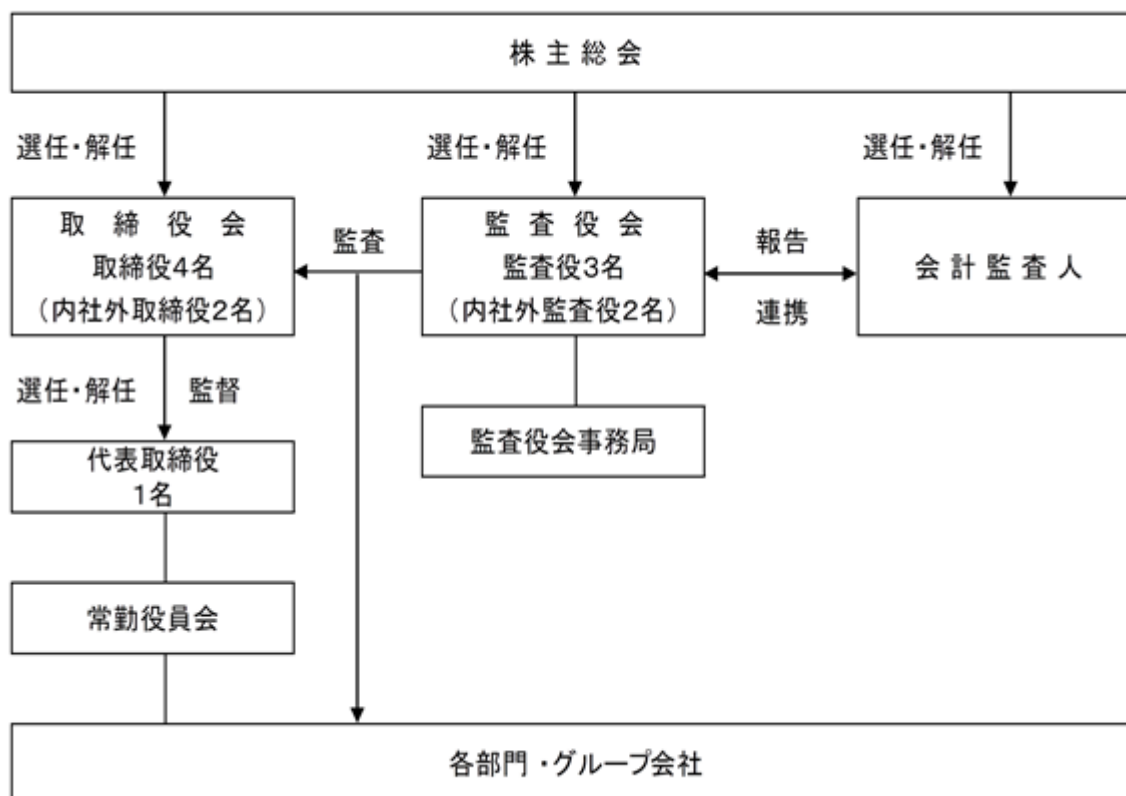 株主総会
選任・解任
選任・解任
選任・解任
取締役会
取締役4名
(内社外取締役2名)
監査
監査役会
監査役3名
(内社外監査役2名)
報告
連携
会計監査人
選任・解任
監督
監査役会事務局
代表取締役
1名
常勤役員会
各部門・グループ会社